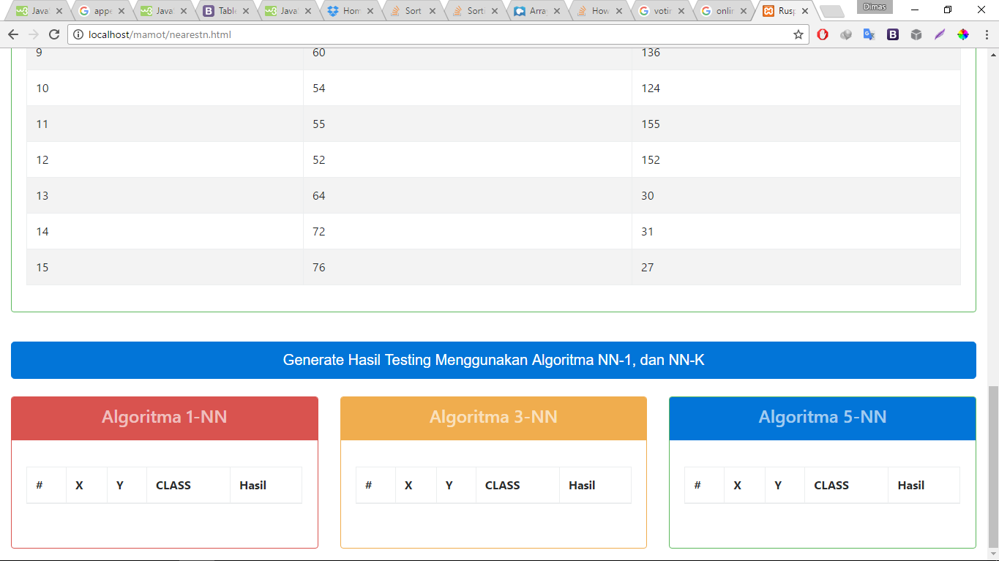 Java
appe
Java
Table
Java
Hom
Sort
Sorti
Array
How
votin
onlin
Rusp
Dimas
localhost/mamot/nearestn.html
9 60 136
10 54 124
11 55 155
12 52 152
13 64 30
14 72 31
15 76 27
Generate Hasil Testing Menggunakan Algoritma NN-1, dan NN-K
Algoritma 1-NN
# X Y CLASS Hasil
Algoritma 3-NN
# X Y CLASS Hasil
Algoritma 5-NN
# X Y CLASS Hasil